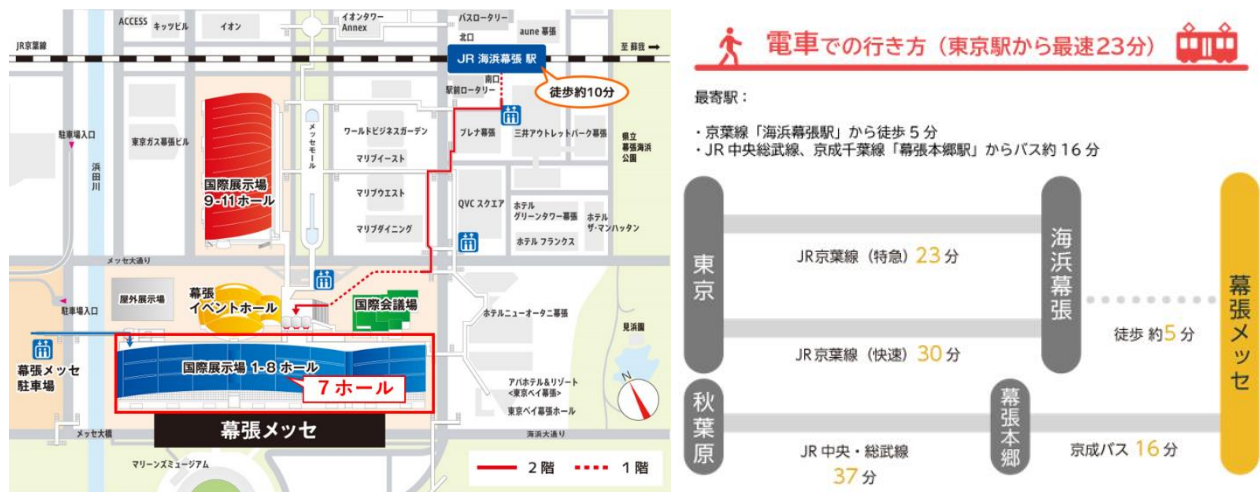 ACCESS
キッツビル
イオン
イオンタワー
Annex
バスロータリー
北口
aune 幕張
JR京葉線
至 蘇我 →
JR 海浜幕張 駅
南口
駅前ロータリー
徒歩約10分
駐車場入口
浜田川
東京ガス幕張ビル
メッセモール
ワールドビジネスガーデン
プレナ幕張
三井アウトレットパーク幕張
県立
幕張海浜
公園
マリブイースト
国際展示場
9-11ホール
マリブウエスト
QVC スクエア
ホテル
グリーンタワー幕張
ホテル
ザ・マンハッタン
マリブダイニング
ホテル フランクス
メッセ大通り
屋外展示場
幕張
イベントホール
国際会議場
駐車場入口
ホテルニューオータニ幕張
見浜園
幕張メッセ
駐車場
国際展示場 1-8 ホール
7ホール
アパホテル&リゾート
<東京ベイ幕張>
東京ベイ幕張ホール
N
幕張メッセ
メッセ大橋
海浜大通り
マリーンズミュージアム
2階
1階
電車での行き方（東京駅から最速23分）
最寄駅：
・京葉線「海浜幕張駅」から徒歩 5 分
・JR 中央総武線、京成千葉線「幕張本郷駅」からバス約 16 分
東京
JR京葉線（特急）23 分
海浜幕張
幕張メッセ
徒歩 約5 分
JR京葉線（快速）30 分
秋葉原
JR 中央・総武線
37 分
幕張本郷
京成バス 16 分